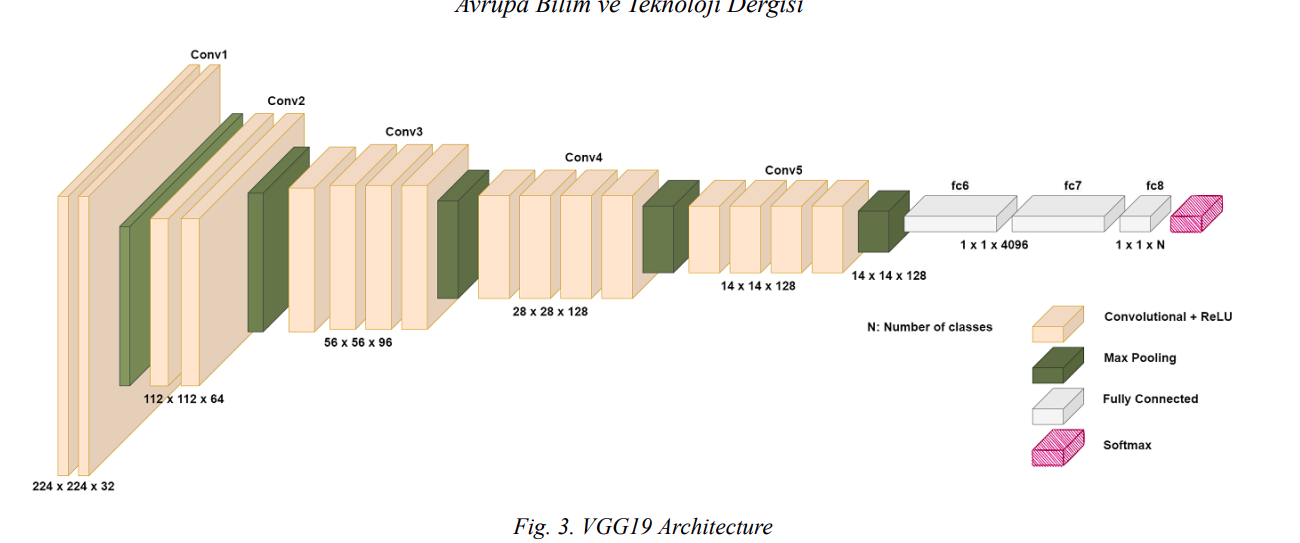 Avrupa Bilim ve Teknoloji Dergisi
Conv1
Conv2
Conv3
Conv4
Conv5
fc6
fc7
fc8
1 x 1 x 4096
1 x 1 x N
14 x 14 x 128
14 x 14 x 128
28 x 28 x 128
56 x 56 x 96
112 x 112 x 64
224 x 224 x 32
N: Number of classes
Convolutional + ReLU
Max Pooling
Fully Connected
Softmax
Fig. 3. VGG19 Architecture